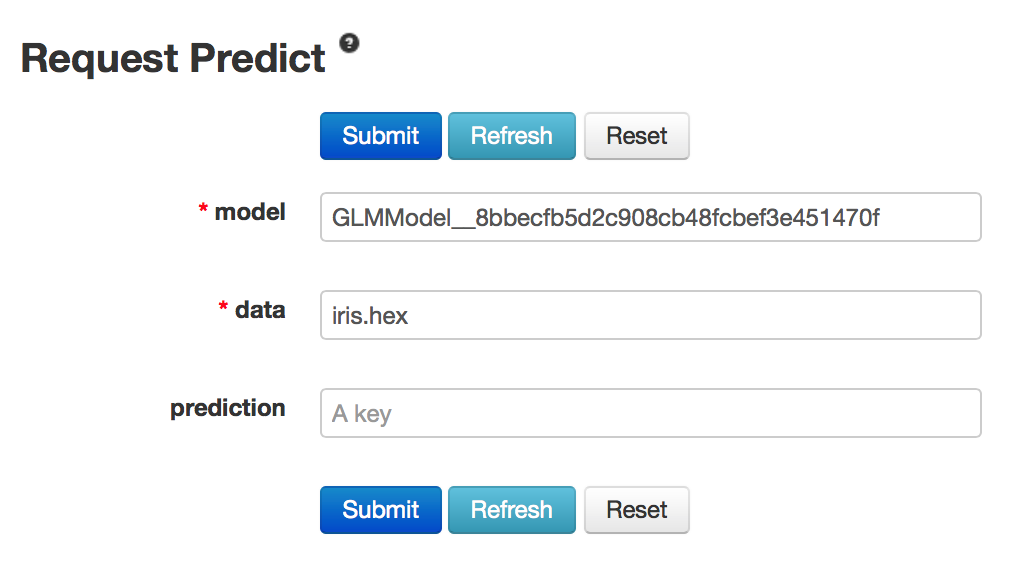 Request Predict ?
Submit Refresh Reset
* model GLMModel__8bbecfb5d2c908cb48fcbef3e451470f
* data iris.hex
prediction A key
Submit Refresh Reset